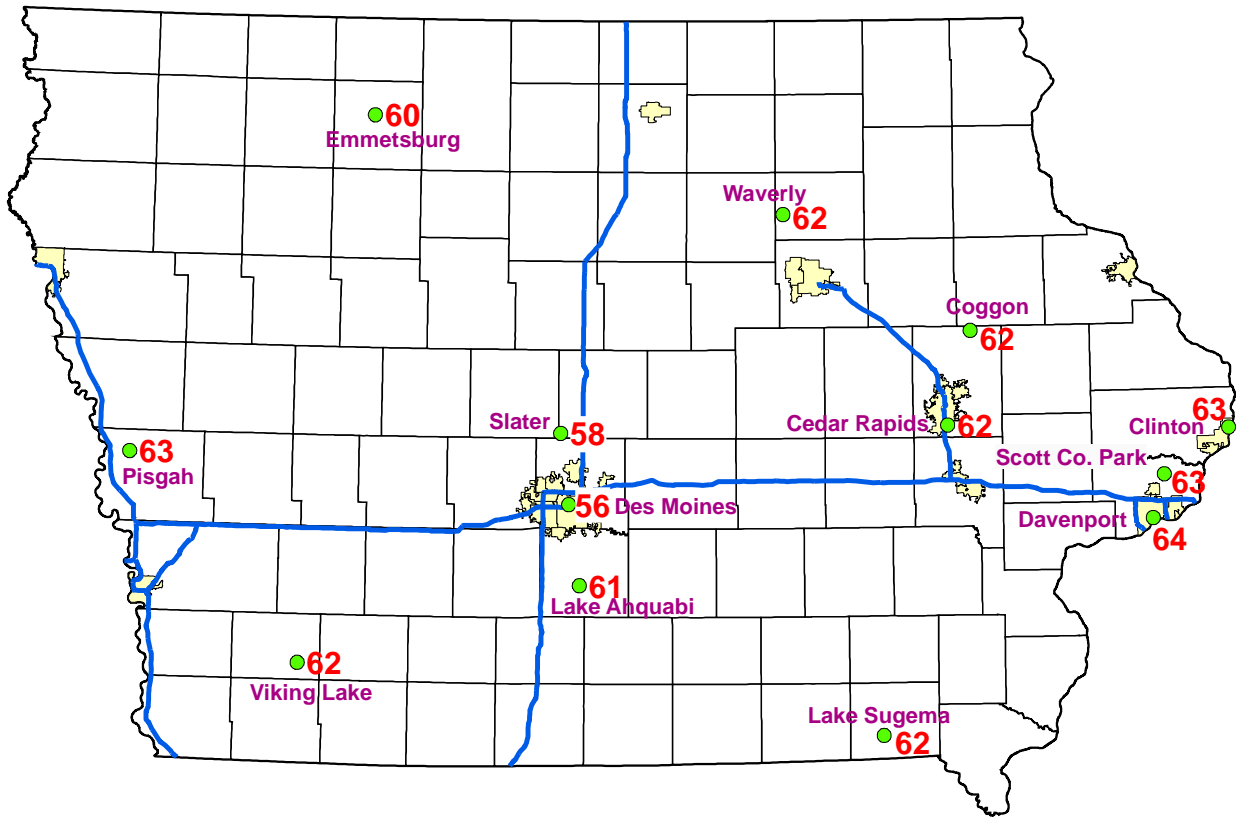 60
Emmetsburg
Waverly
62
Coggon
62
Slater
58
Cedar Rapids
62
63
Clinton
63
Pisgah
Scott Co. Park
63
56
Des Moines
Davenport
64
61
Lake Ahquabi
62
Viking Lake
Lake Sugema
62